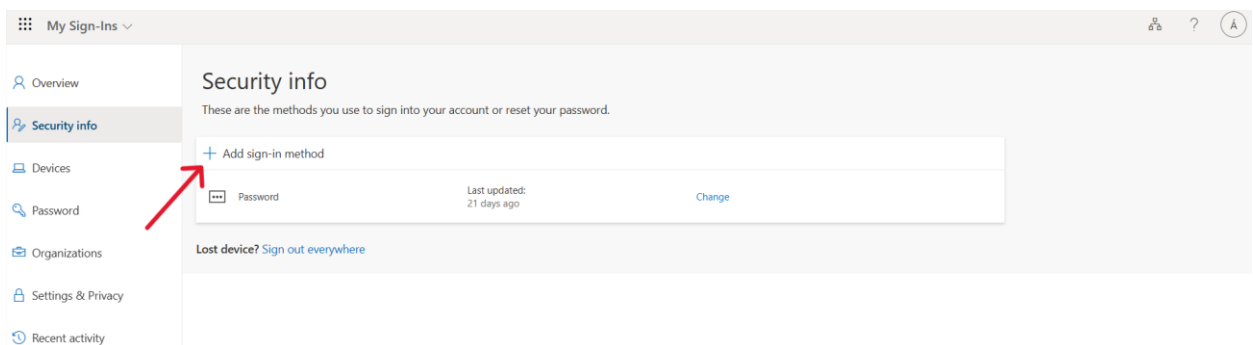 My Sign-Ins
?
Á
Overview
Security info
Devices
Password
Organizations
Settings & Privacy
Recent activity
Security info
These are the methods you use to sign into your account or reset your password.
+ Add sign-in method
Password
Last updated:
21 days ago
Change
Lost device? Sign out everywhere